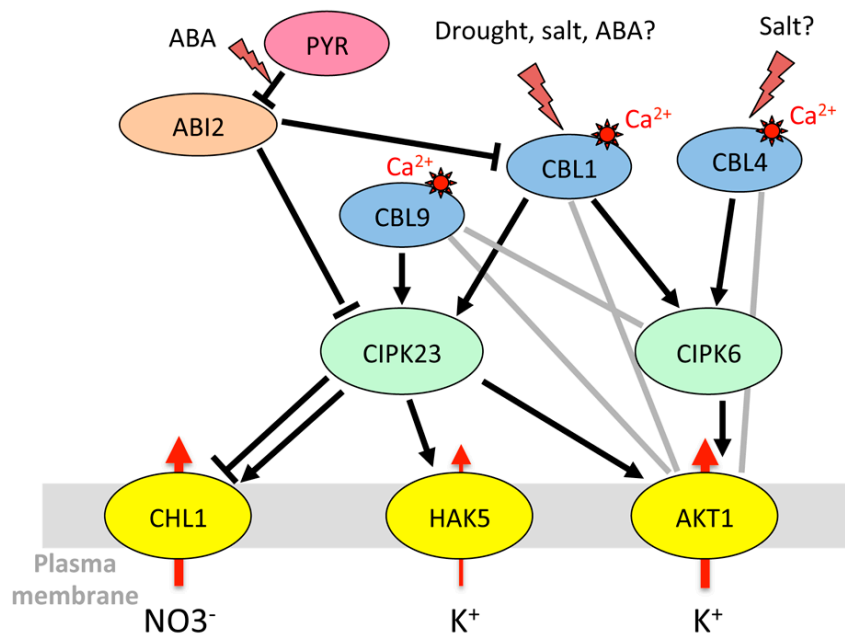 ABA
PYR
Drought, salt, ABA?
Salt?
ABI2
Ca²⁺
CBL1
Ca²⁺
CBL4
Ca²⁺
CBL9
CIPK23
CIPK6
CHL1
HAK5
AKT1
Plasma
membrane
NO3⁻
K⁺
K⁺